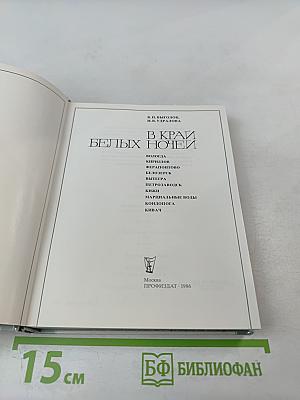 В. П. ВЫГОЛОВ,
Н. В. УДРАЛОВА
В КРАЙ
БЕЛЫХ НОЧЕЙ
ВОЛОГДА
КИРИЛЛОВ
ФЕРАПОНТОВО
БЕЛОЗЕРСК
ВЫТЕГРА
ПЕТРОЗАВОДСК
КИЖИ
МАРЦИАЛЬНЫЕ ВОДЫ
КОНДОПОГА
КИВАЧ
Москва
ПРОФИЗДАТ · 1986
15 см
БФ БИБЛИОФАН